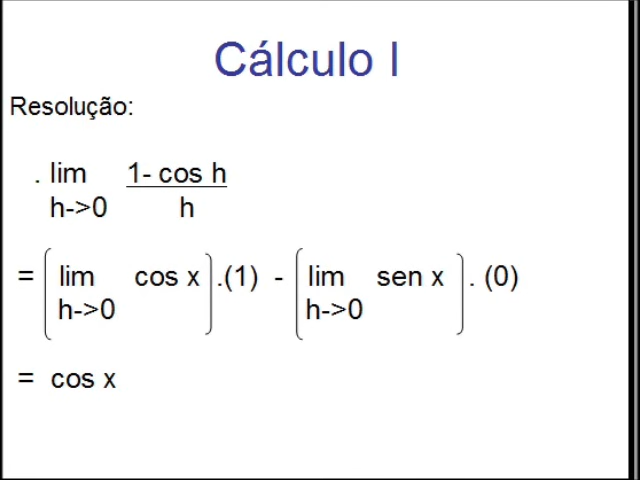 Cálculo I
Resolução:
. lim 1- cos h
h->0 h
= lim cos x .(1) - lim sen x . (0)
h->0 h->0
= cos x